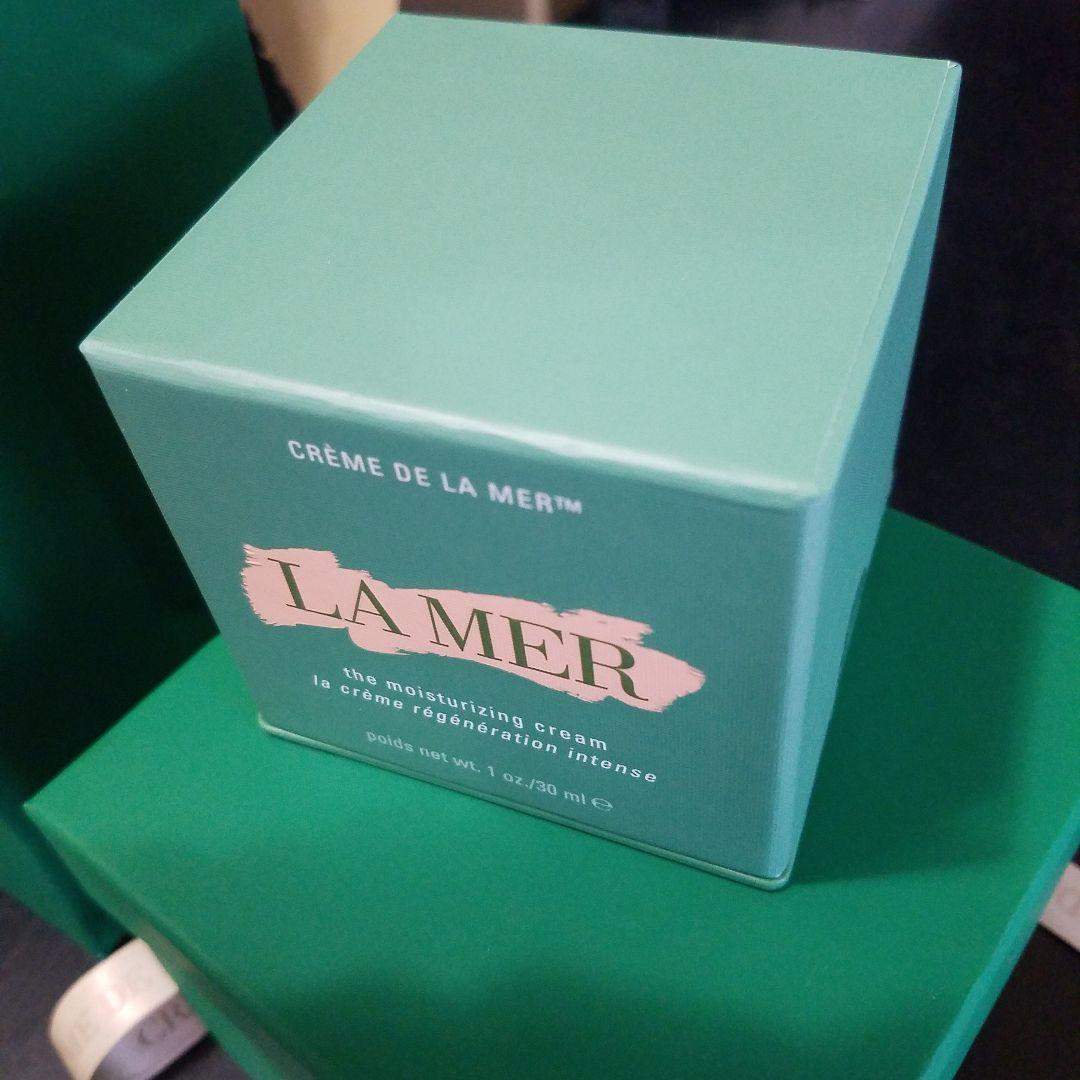 CRÈME DE LA MER™
LA MER
the moisturizing cream
la crème régénération intense
poids net wt. 1 oz./30 ml ℮